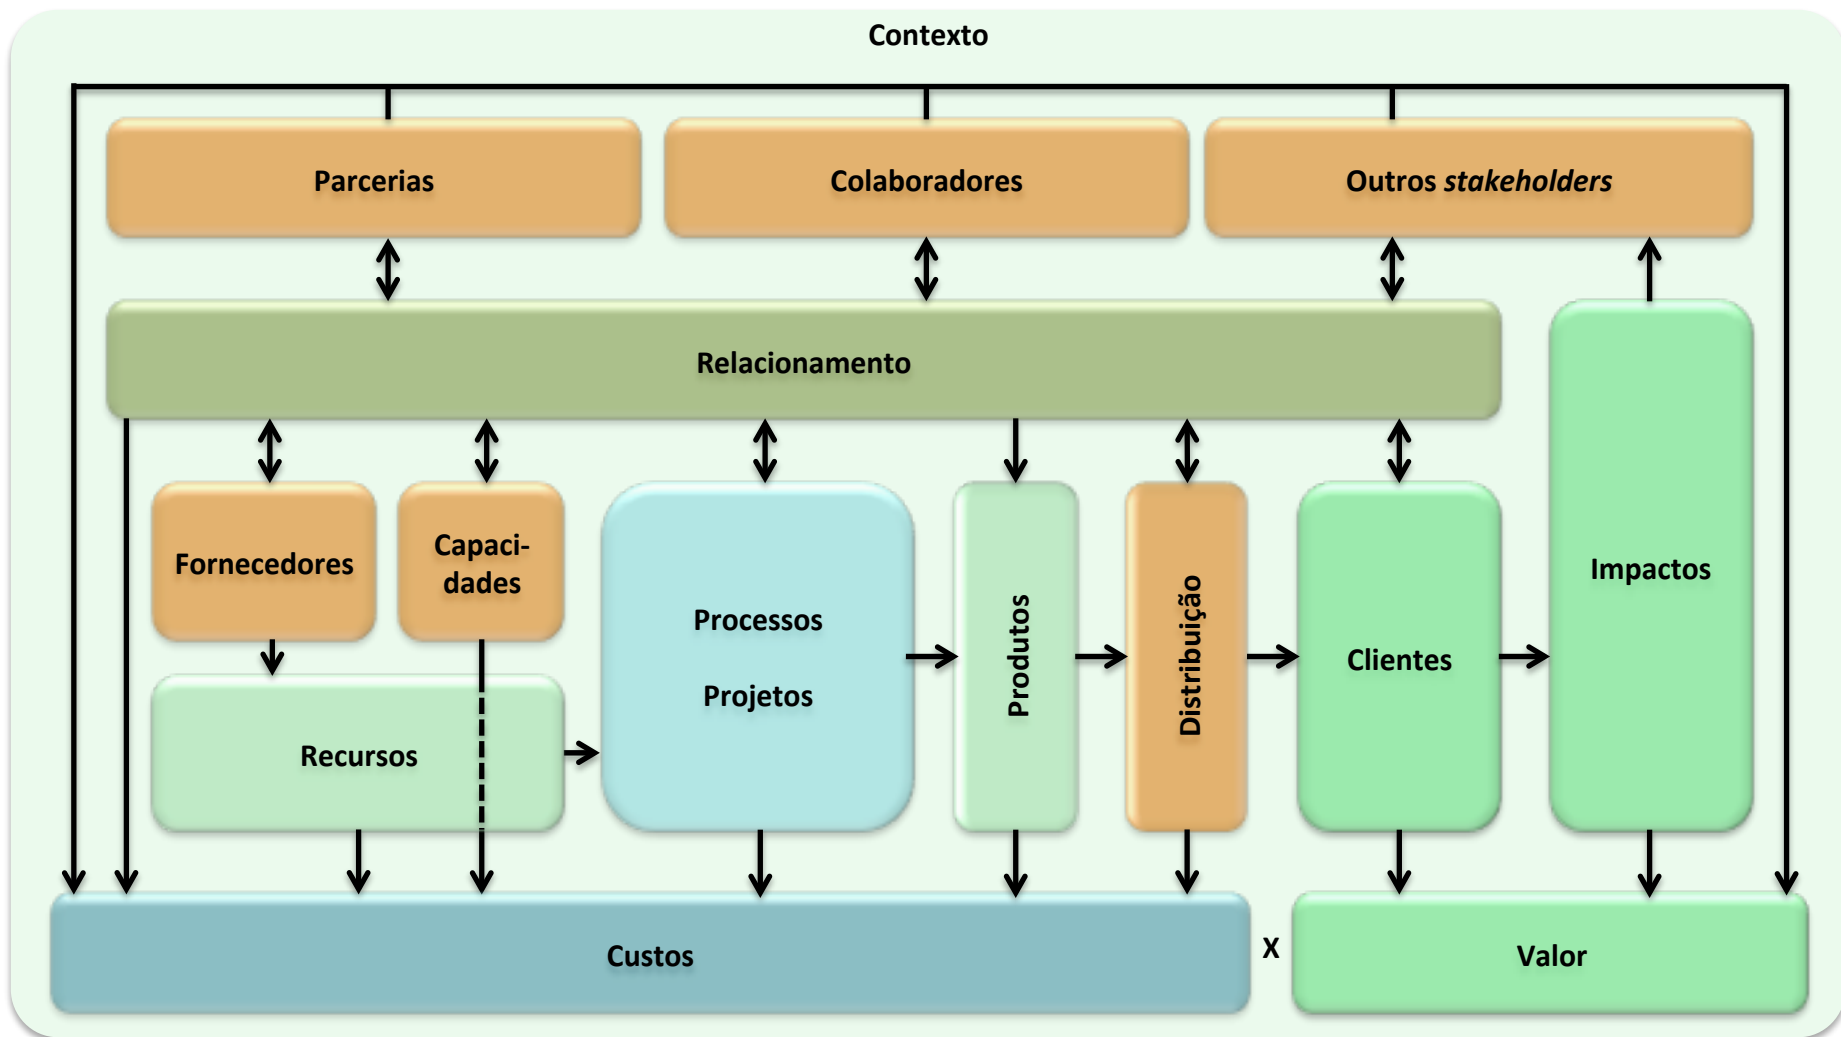 Contexto
Parcerias
Colaboradores
Outros stakeholders
Relacionamento
Fornecedores
Capaci-
dades
Processos
Projetos
Produtos
Distribuição
Clientes
Impactos
Recursos
Custos
X
Valor